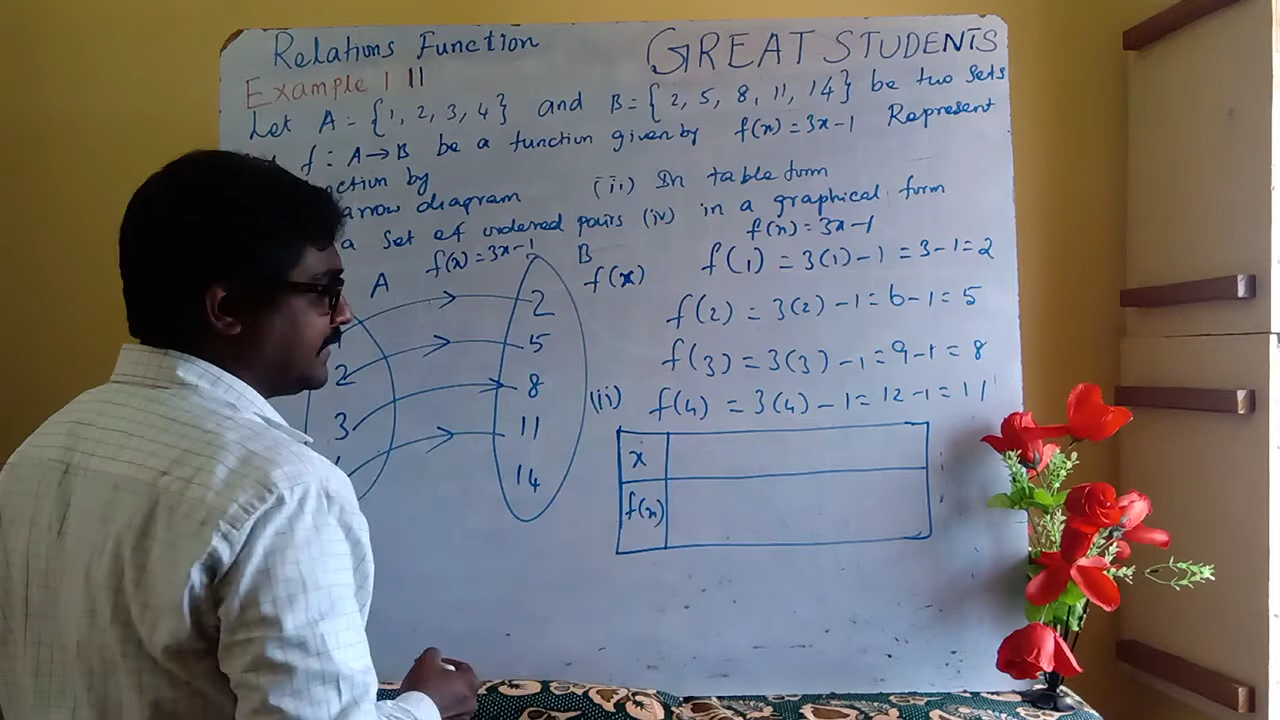 Relations Function
GREAT STUDENTS
Example 1 11
Let A = {1, 2, 3, 4} and B = {2, 5, 8, 11, 14} be two sets
f : A→B be a function given by f(x) = 3x-1 Represent
by
arrow diagram (iii) In table form
a set of ordered pairs (iv) in a graphical form
f(x) = 3x-1
A
f(x) = 3x-1
B
f(x)
2
3
2
5
8
11
14
f(1) = 3(1)-1 = 3-1=2
f(2) = 3(2)-1=6-1=5
f(3) = 3(3)-1=9-1=8
(ii)
f(4) = 3(4)-1=12-1=11
x
f(x)